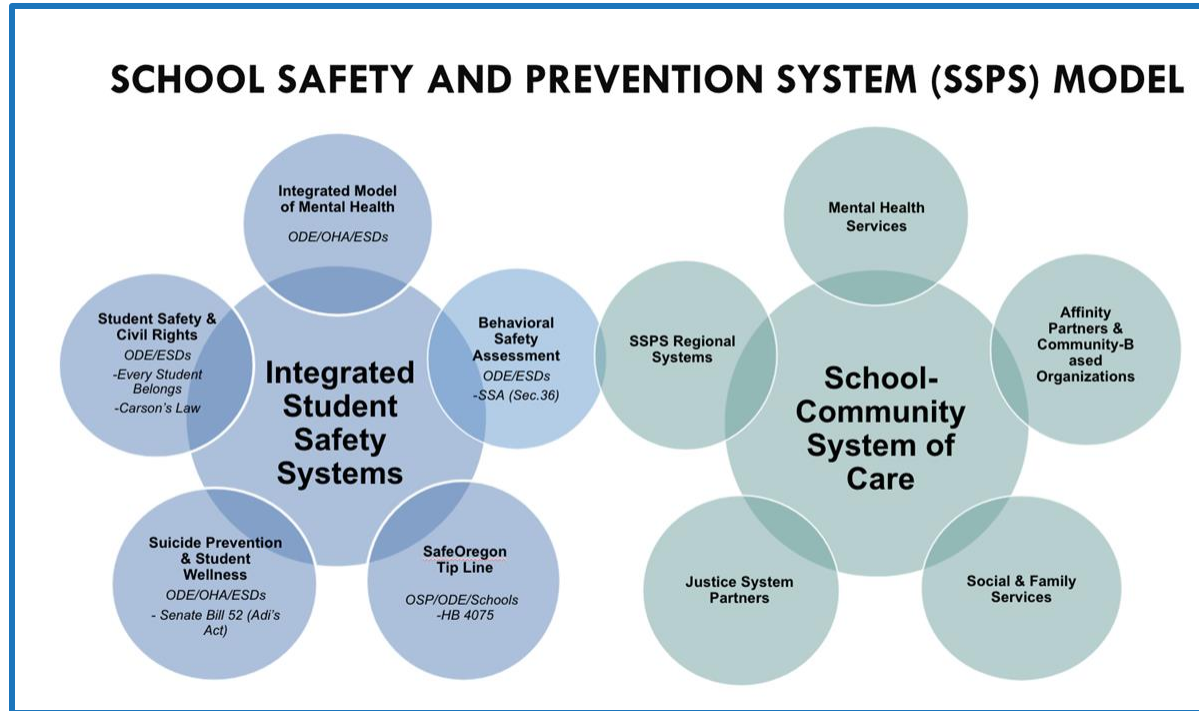 SCHOOL SAFETY AND PREVENTION SYSTEM (SSPS) MODEL
Integrated Model
of Mental Health
ODE/OHA/ESDs
Student Safety &
Civil Rights
ODE/ESDs
-Every Student
Belongs
-Carson's Law
Integrated
Student
Safety
Systems
Behavioral
Safety
Assessment
ODE/ESDs
-SSA (Sec.36)
Suicide Prevention
& Student
Wellness
ODE/OHA/ESDs
- Senate Bill 52 (Adi's
Act)
SafeOregon
Tip Line
OSP/ODE/Schools
-HB 4075
Mental Health
Services
SSPS Regional
Systems
School-
Community
System of
Care
Affinity
Partners &
Community-B
ased
Organizations
Justice System
Partners
Social & Family
Services